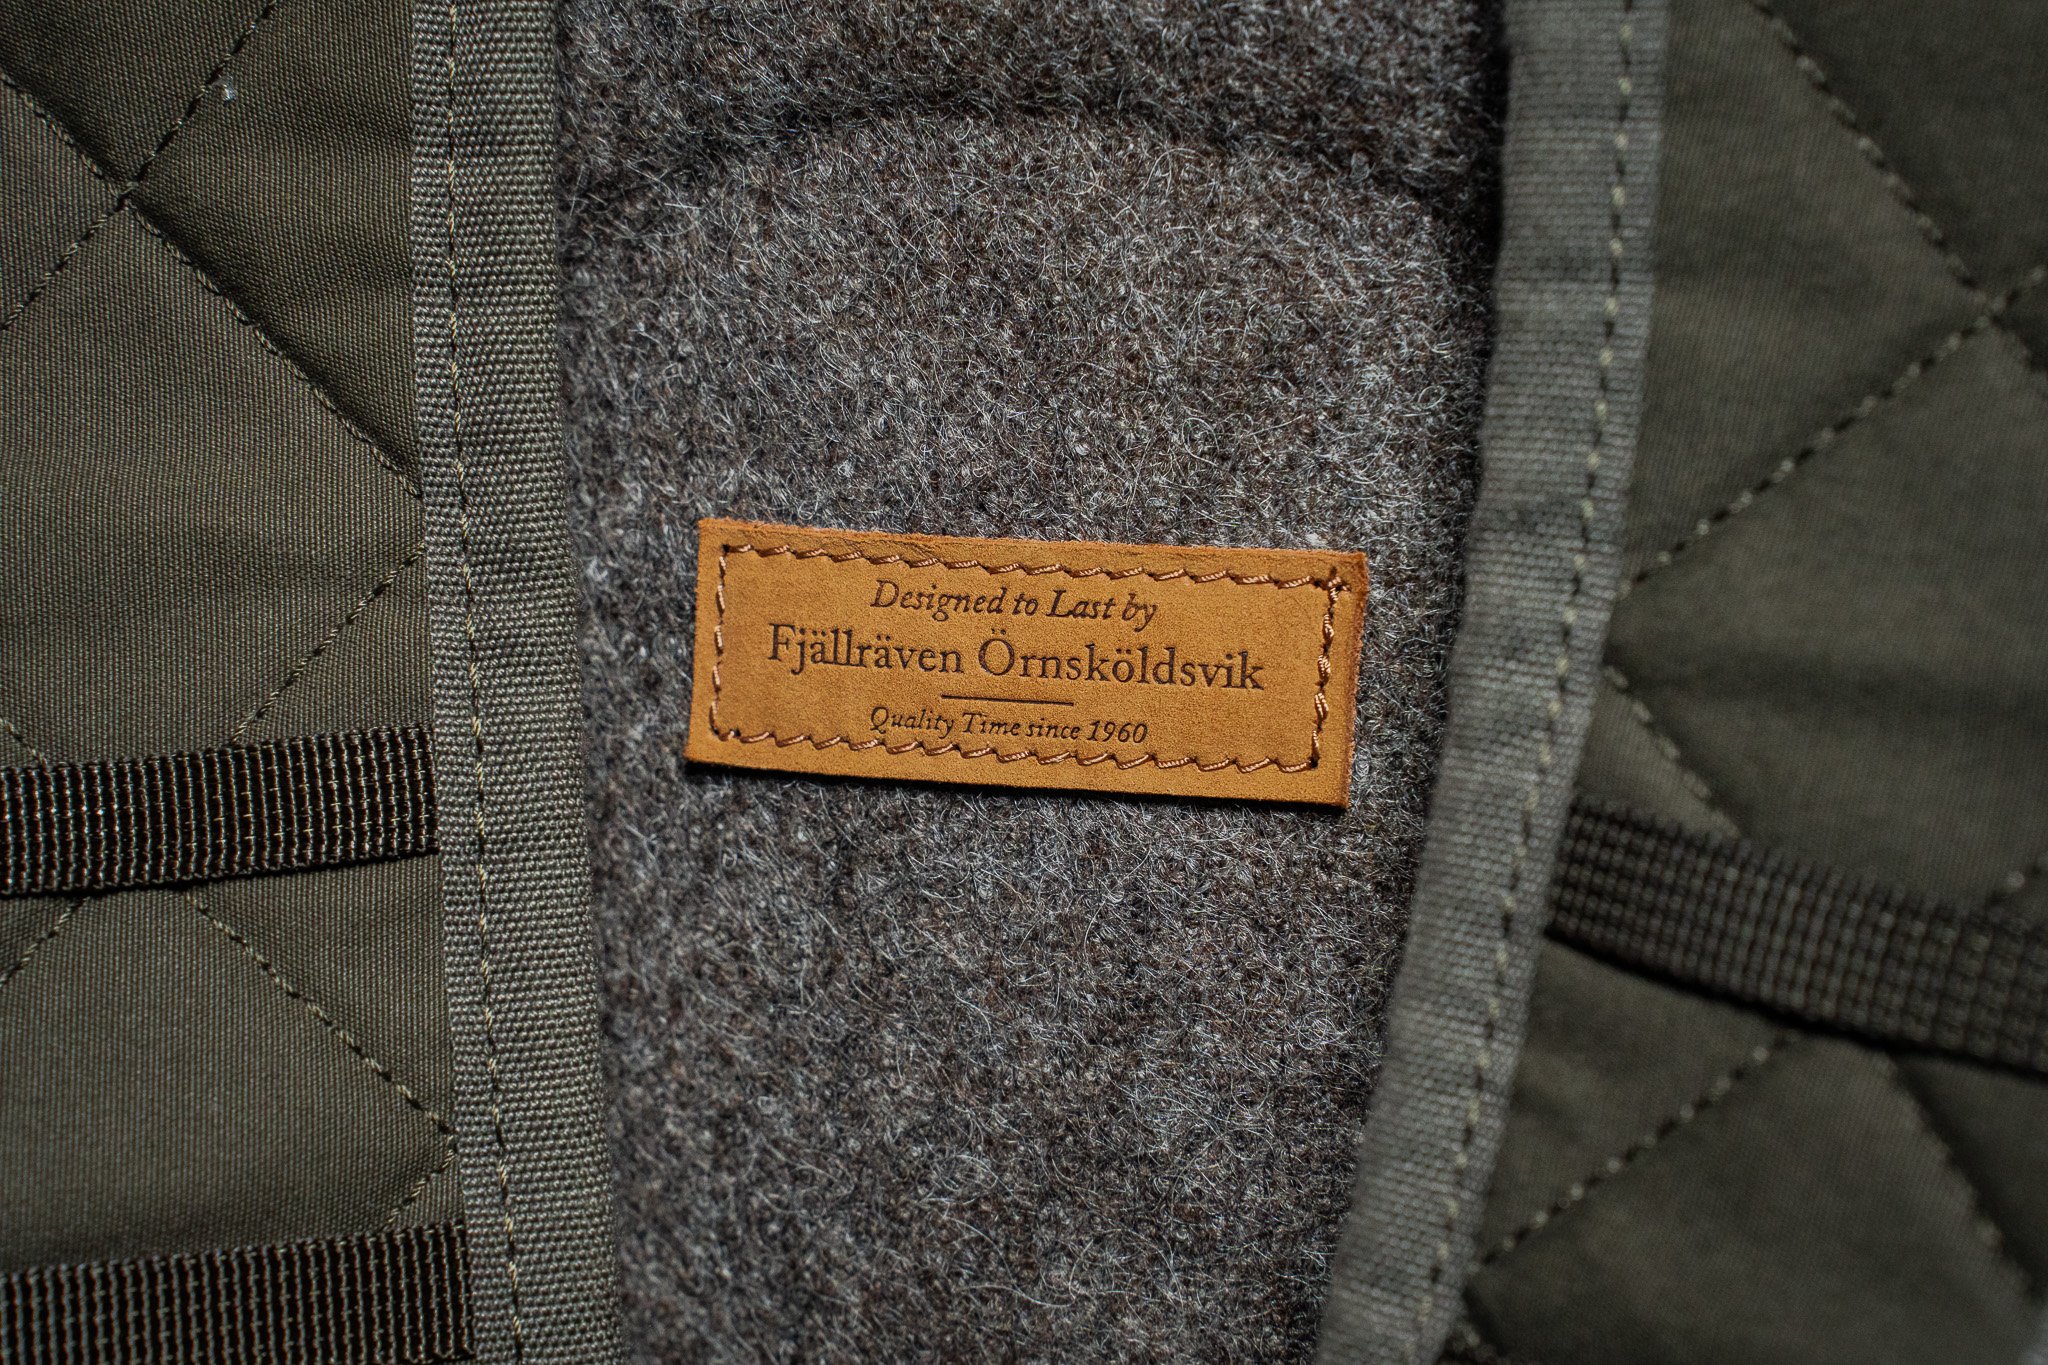 Designed to Last by
Fjällräven Örnsköldsvik
Quality Time since 1960